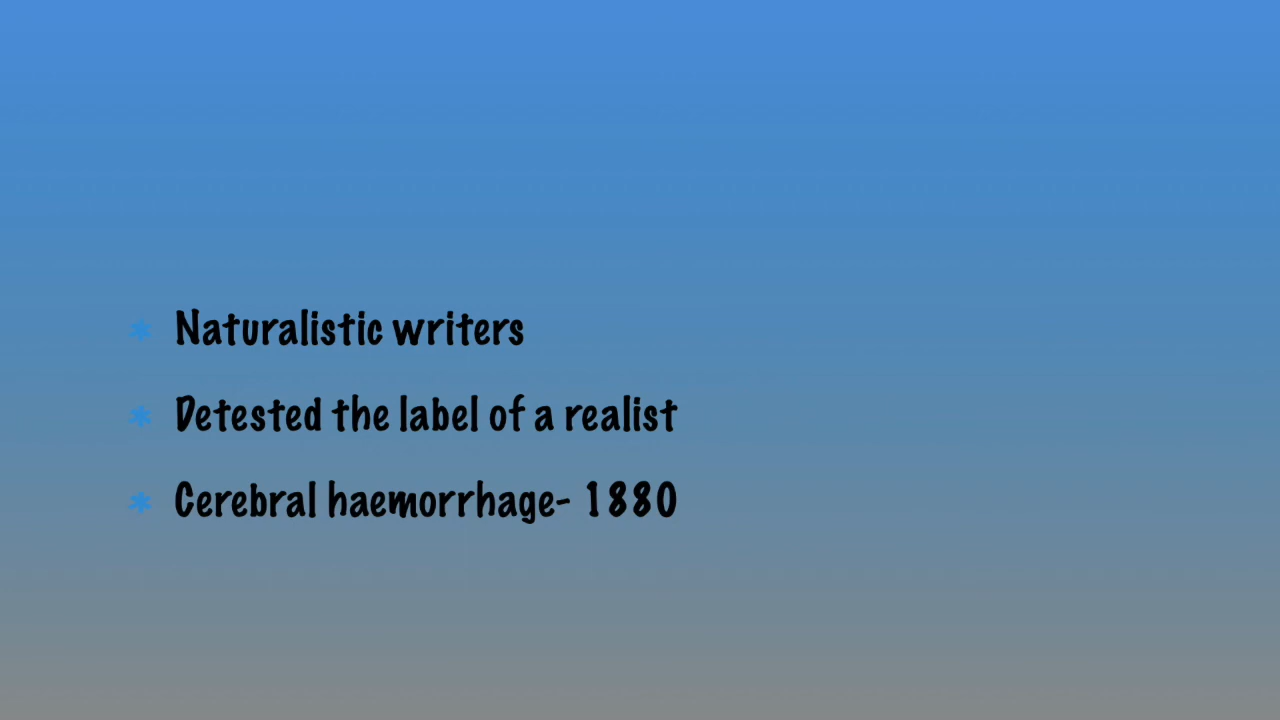 * Naturalistic writers
* Detested the label of a realist
* Cerebral haemorrhage- 1880